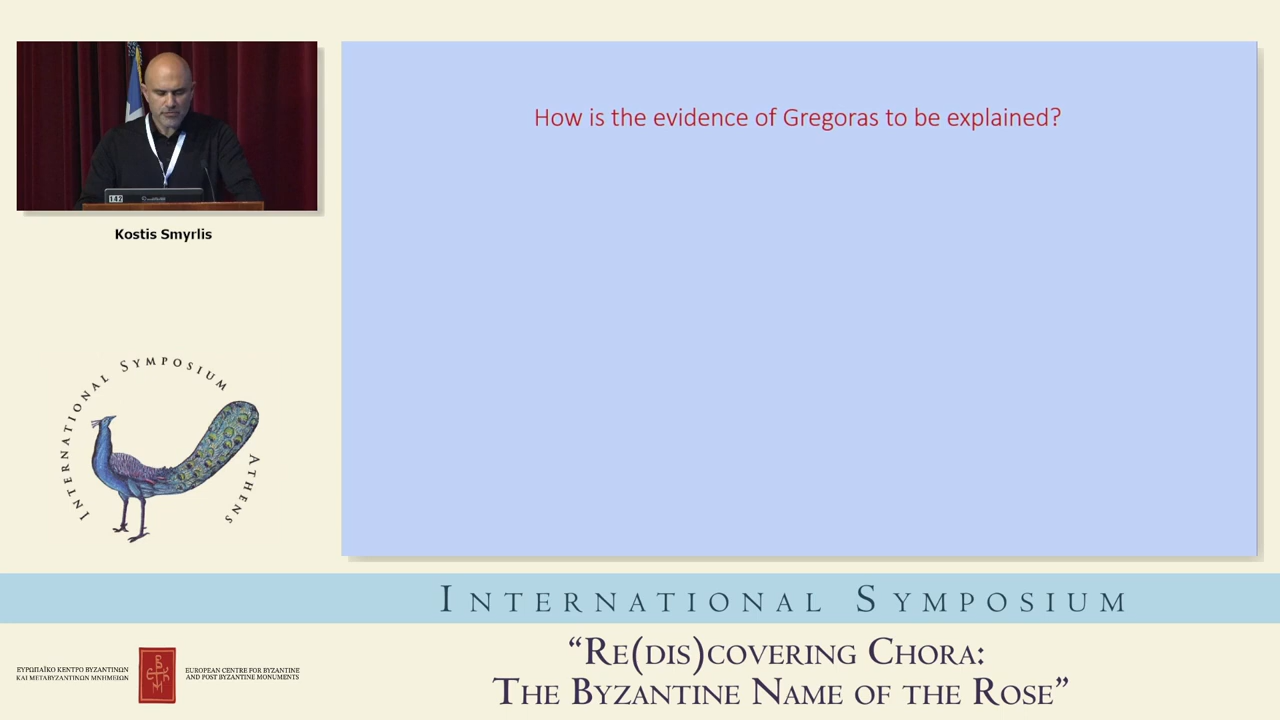 How is the evidence of Gregoras to be explained?
142
Kostis Smyrlis
INTERNATIONAL SYMPOSIUM ATHENS
INTERNATIONAL SYMPOSIUM
ΕΥΡΩΠΑΪΚΟ ΚΕΝΤΡΟ ΒΥΖΑΝΤΙΝΩΝ
ΚΑΙ ΜΕΤΑΒΥΖΑΝΤΙΝΩΝ ΜΝΗΜΕΙΩΝ
EUROPEAN CENTRE FOR BYZANTINE
AND POST BYZANTINE MONUMENTS
“RE(DIS)COVERING CHORA:
THE BYZANTINE NAME OF THE ROSE”